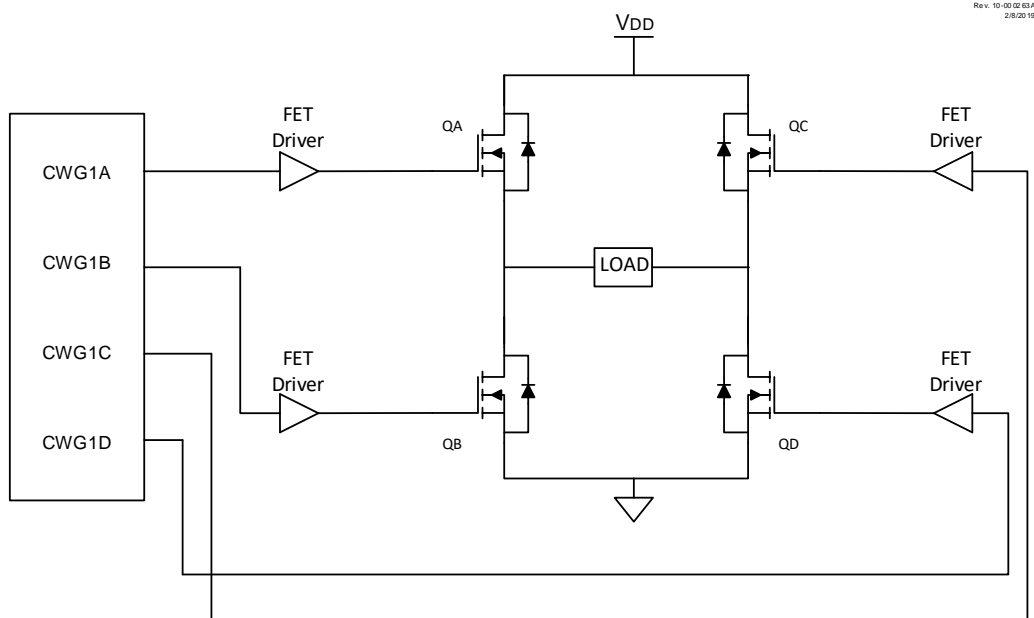 Rev. 10-000263A
2/8/2019
VDD
FET
Driver
QA
QC
FET
Driver
CWG1A
CWG1B
LOAD
CWG1C
FET
Driver
FET
Driver
CWG1D
QB
QD